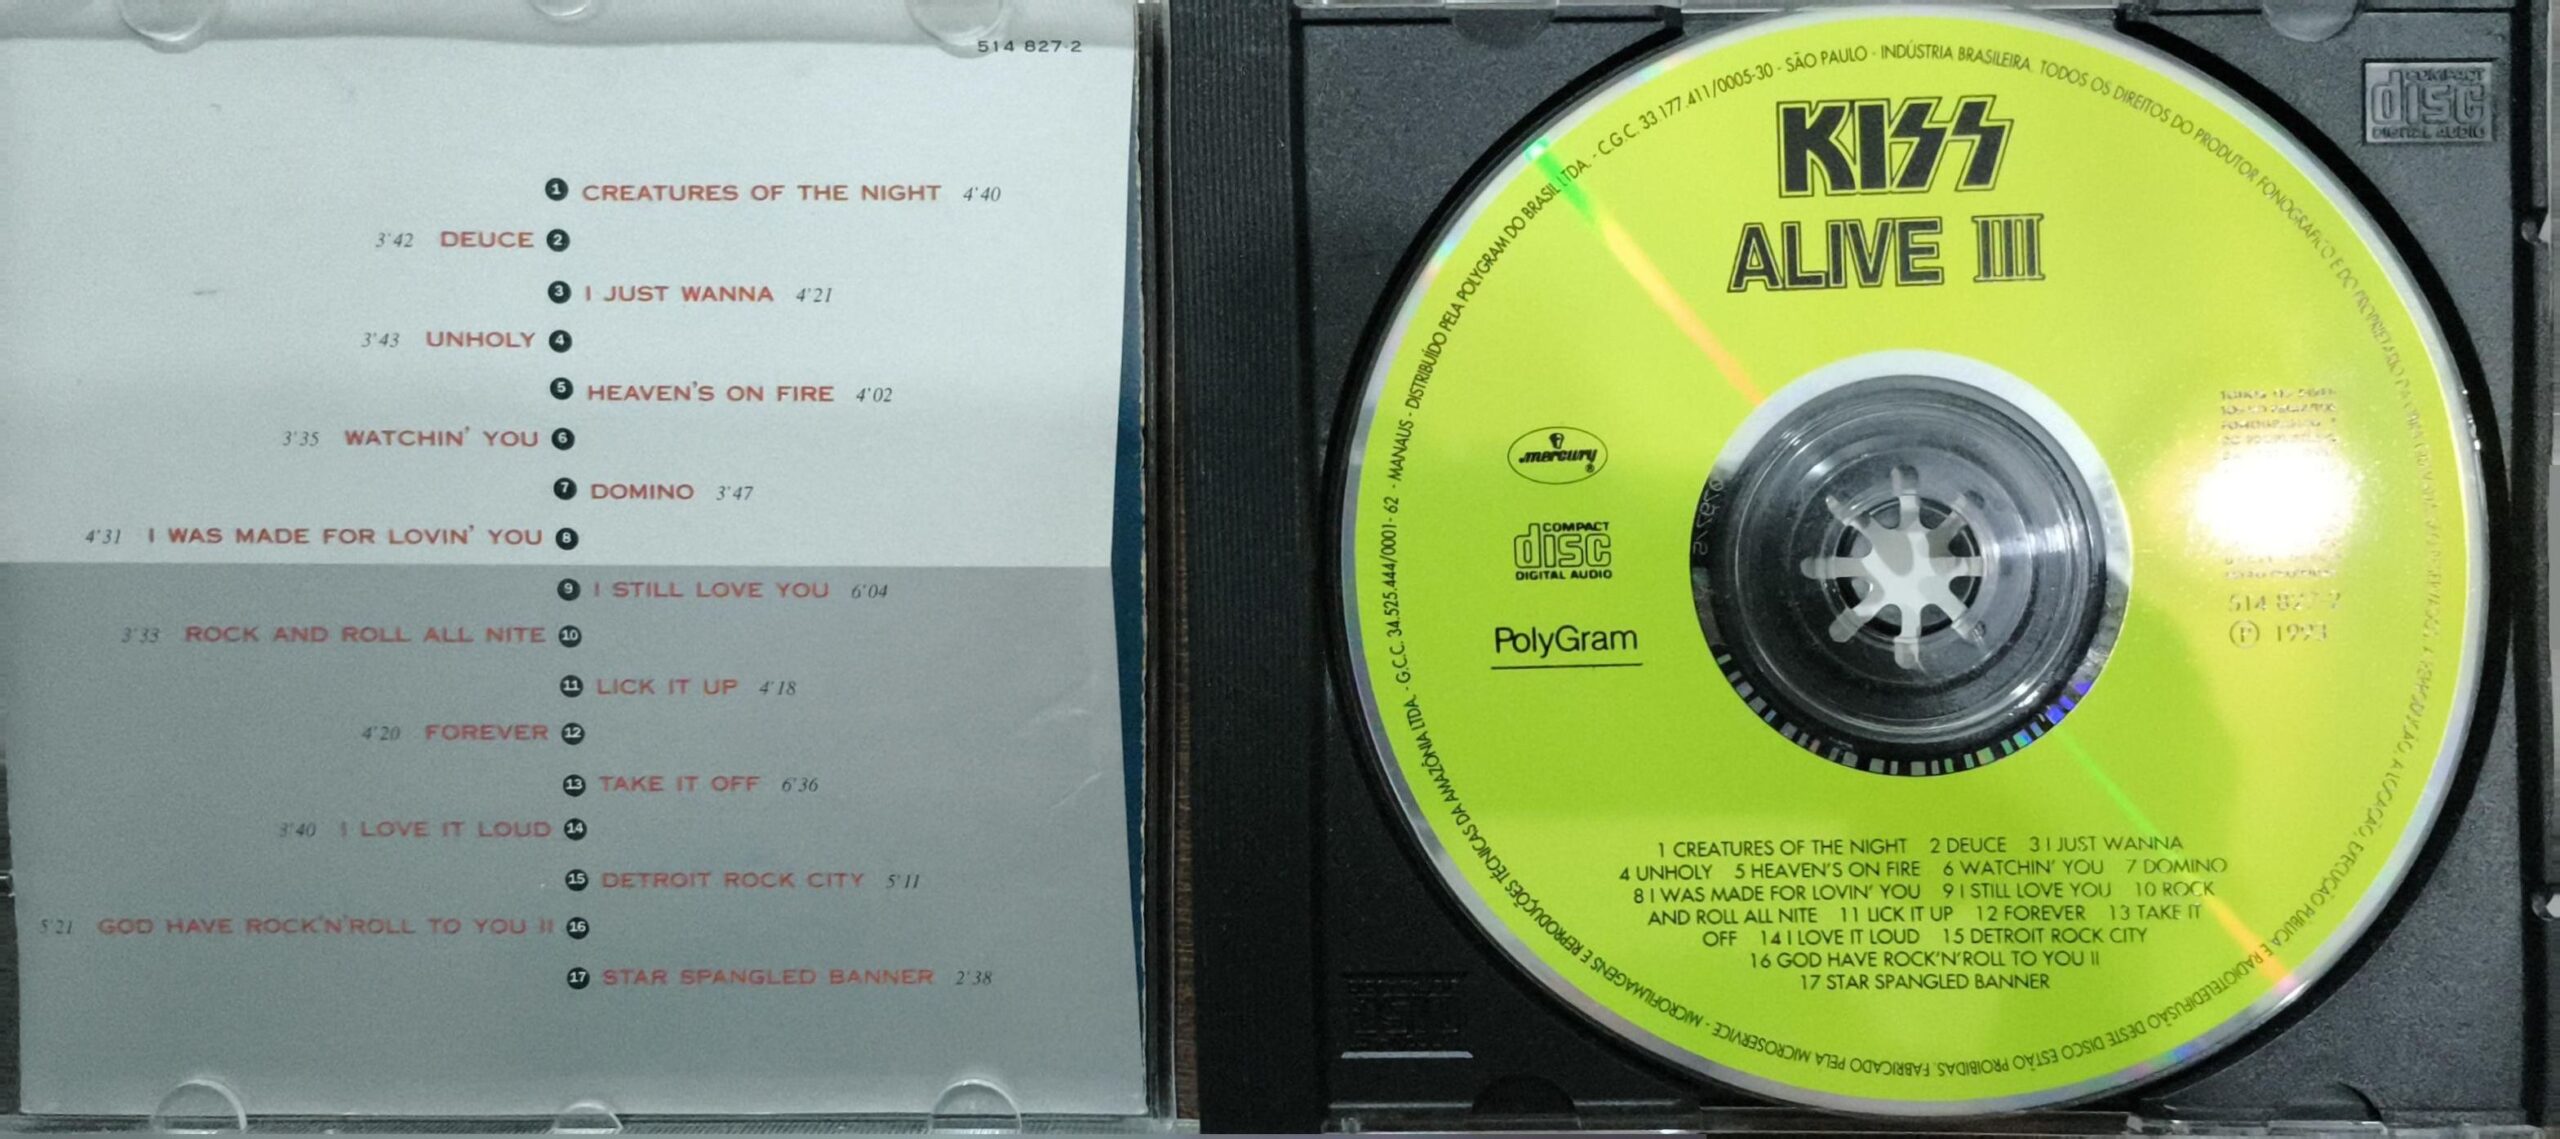 514 827-2
1 CREATURES OF THE NIGHT 4'40
3'42 DEUCE 2
3 I JUST WANNA 4'21
3'43 UNHOLY 4
5 HEAVEN'S ON FIRE 4'02
3'35 WATCHIN' YOU 6
7 DOMINO 3'47
4'31 I WAS MADE FOR LOVIN' YOU 8
9 I STILL LOVE YOU 6'04
3'33 ROCK AND ROLL ALL NITE 10
11 LICK IT UP 4'18
4'20 FOREVER 12
13 TAKE IT OFF 6'36
3'40 I LOVE IT LOUD 14
15 DETROIT ROCK CITY 5'11
5'21 GOD HAVE ROCK'N'ROLL TO YOU II 16
17 STAR SPANGLED BANNER 2'38
MICROSERVICE - MICROFILMAGENS E REPRODUÇÕES TÉCNICAS DA AMAZÔNIA LTDA. - G.C.C. 34.525.444/0001-62 - MANAUS - DISTRIBUÍDO PELA POLYGRAM DO BRASIL LTDA. - C.G.C. 33.177.411/0005-30 - SÃO PAULO - INDÚSTRIA BRASILEIRA. TODOS OS DIREITOS DO PRODUTOR FONOGRÁFICO E DO PROPRIETÁRIO DA OBRA
EXECUÇÃO PÚBLICA E RADIOTELEDIFUSÃO DESTE DISCO ESTÃO PROIBIDAS. FABRICADO PELA
KISS
ALIVE III
COMPACT
disc
DIGITAL AUDIO
mercury ®
COMPACT
disc
DIGITAL AUDIO
PolyGram
514 827-2
Ⓟ 1993
1 CREATURES OF THE NIGHT 2 DEUCE 3 I JUST WANNA
4 UNHOLY 5 HEAVEN'S ON FIRE 6 WATCHIN' YOU 7 DOMINO
8 I WAS MADE FOR LOVIN' YOU 9 I STILL LOVE YOU 10 ROCK
AND ROLL ALL NITE 11 LICK IT UP 12 FOREVER 13 TAKE IT
OFF 14 I LOVE IT LOUD 15 DETROIT ROCK CITY
16 GOD HAVE ROCK'N'ROLL TO YOU II
17 STAR SPANGLED BANNER